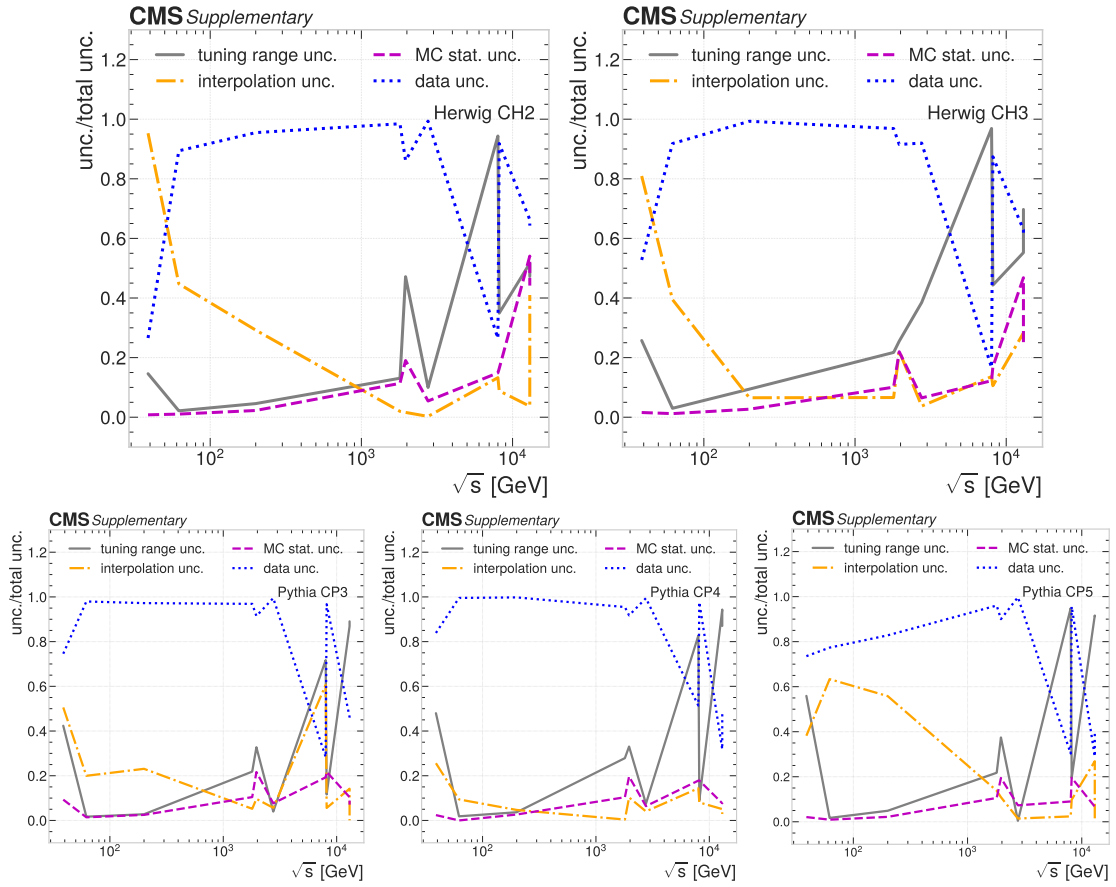 CMS Supplementary
tuning range unc.
interpolation unc.
MC stat. unc.
data unc.
Herwig CH2
unc./total unc.
1.2
1.0
0.8
0.6
0.4
0.2
0.0
10² 10³ 10⁴
√s [GeV]
CMS Supplementary
tuning range unc.
interpolation unc.
MC stat. unc.
data unc.
Herwig CH3
unc./total unc.
1.2
1.0
0.8
0.6
0.4
0.2
0.0
10² 10³ 10⁴
√s [GeV]
CMS Supplementary
tuning range unc.
interpolation unc.
MC stat. unc.
data unc.
Pythia CP3
unc./total unc.
1.2
1.0
0.8
0.6
0.4
0.2
0.0
10² 10³ 10⁴
√s [GeV]
CMS Supplementary
tuning range unc.
interpolation unc.
MC stat. unc.
data unc.
Pythia CP4
unc./total unc.
1.2
1.0
0.8
0.6
0.4
0.2
0.0
10² 10³ 10⁴
√s [GeV]
CMS Supplementary
tuning range unc.
interpolation unc.
MC stat. unc.
data unc.
Pythia CP5
unc./total unc.
1.2
1.0
0.8
0.6
0.4
0.2
0.0
10² 10³ 10⁴
√s [GeV]